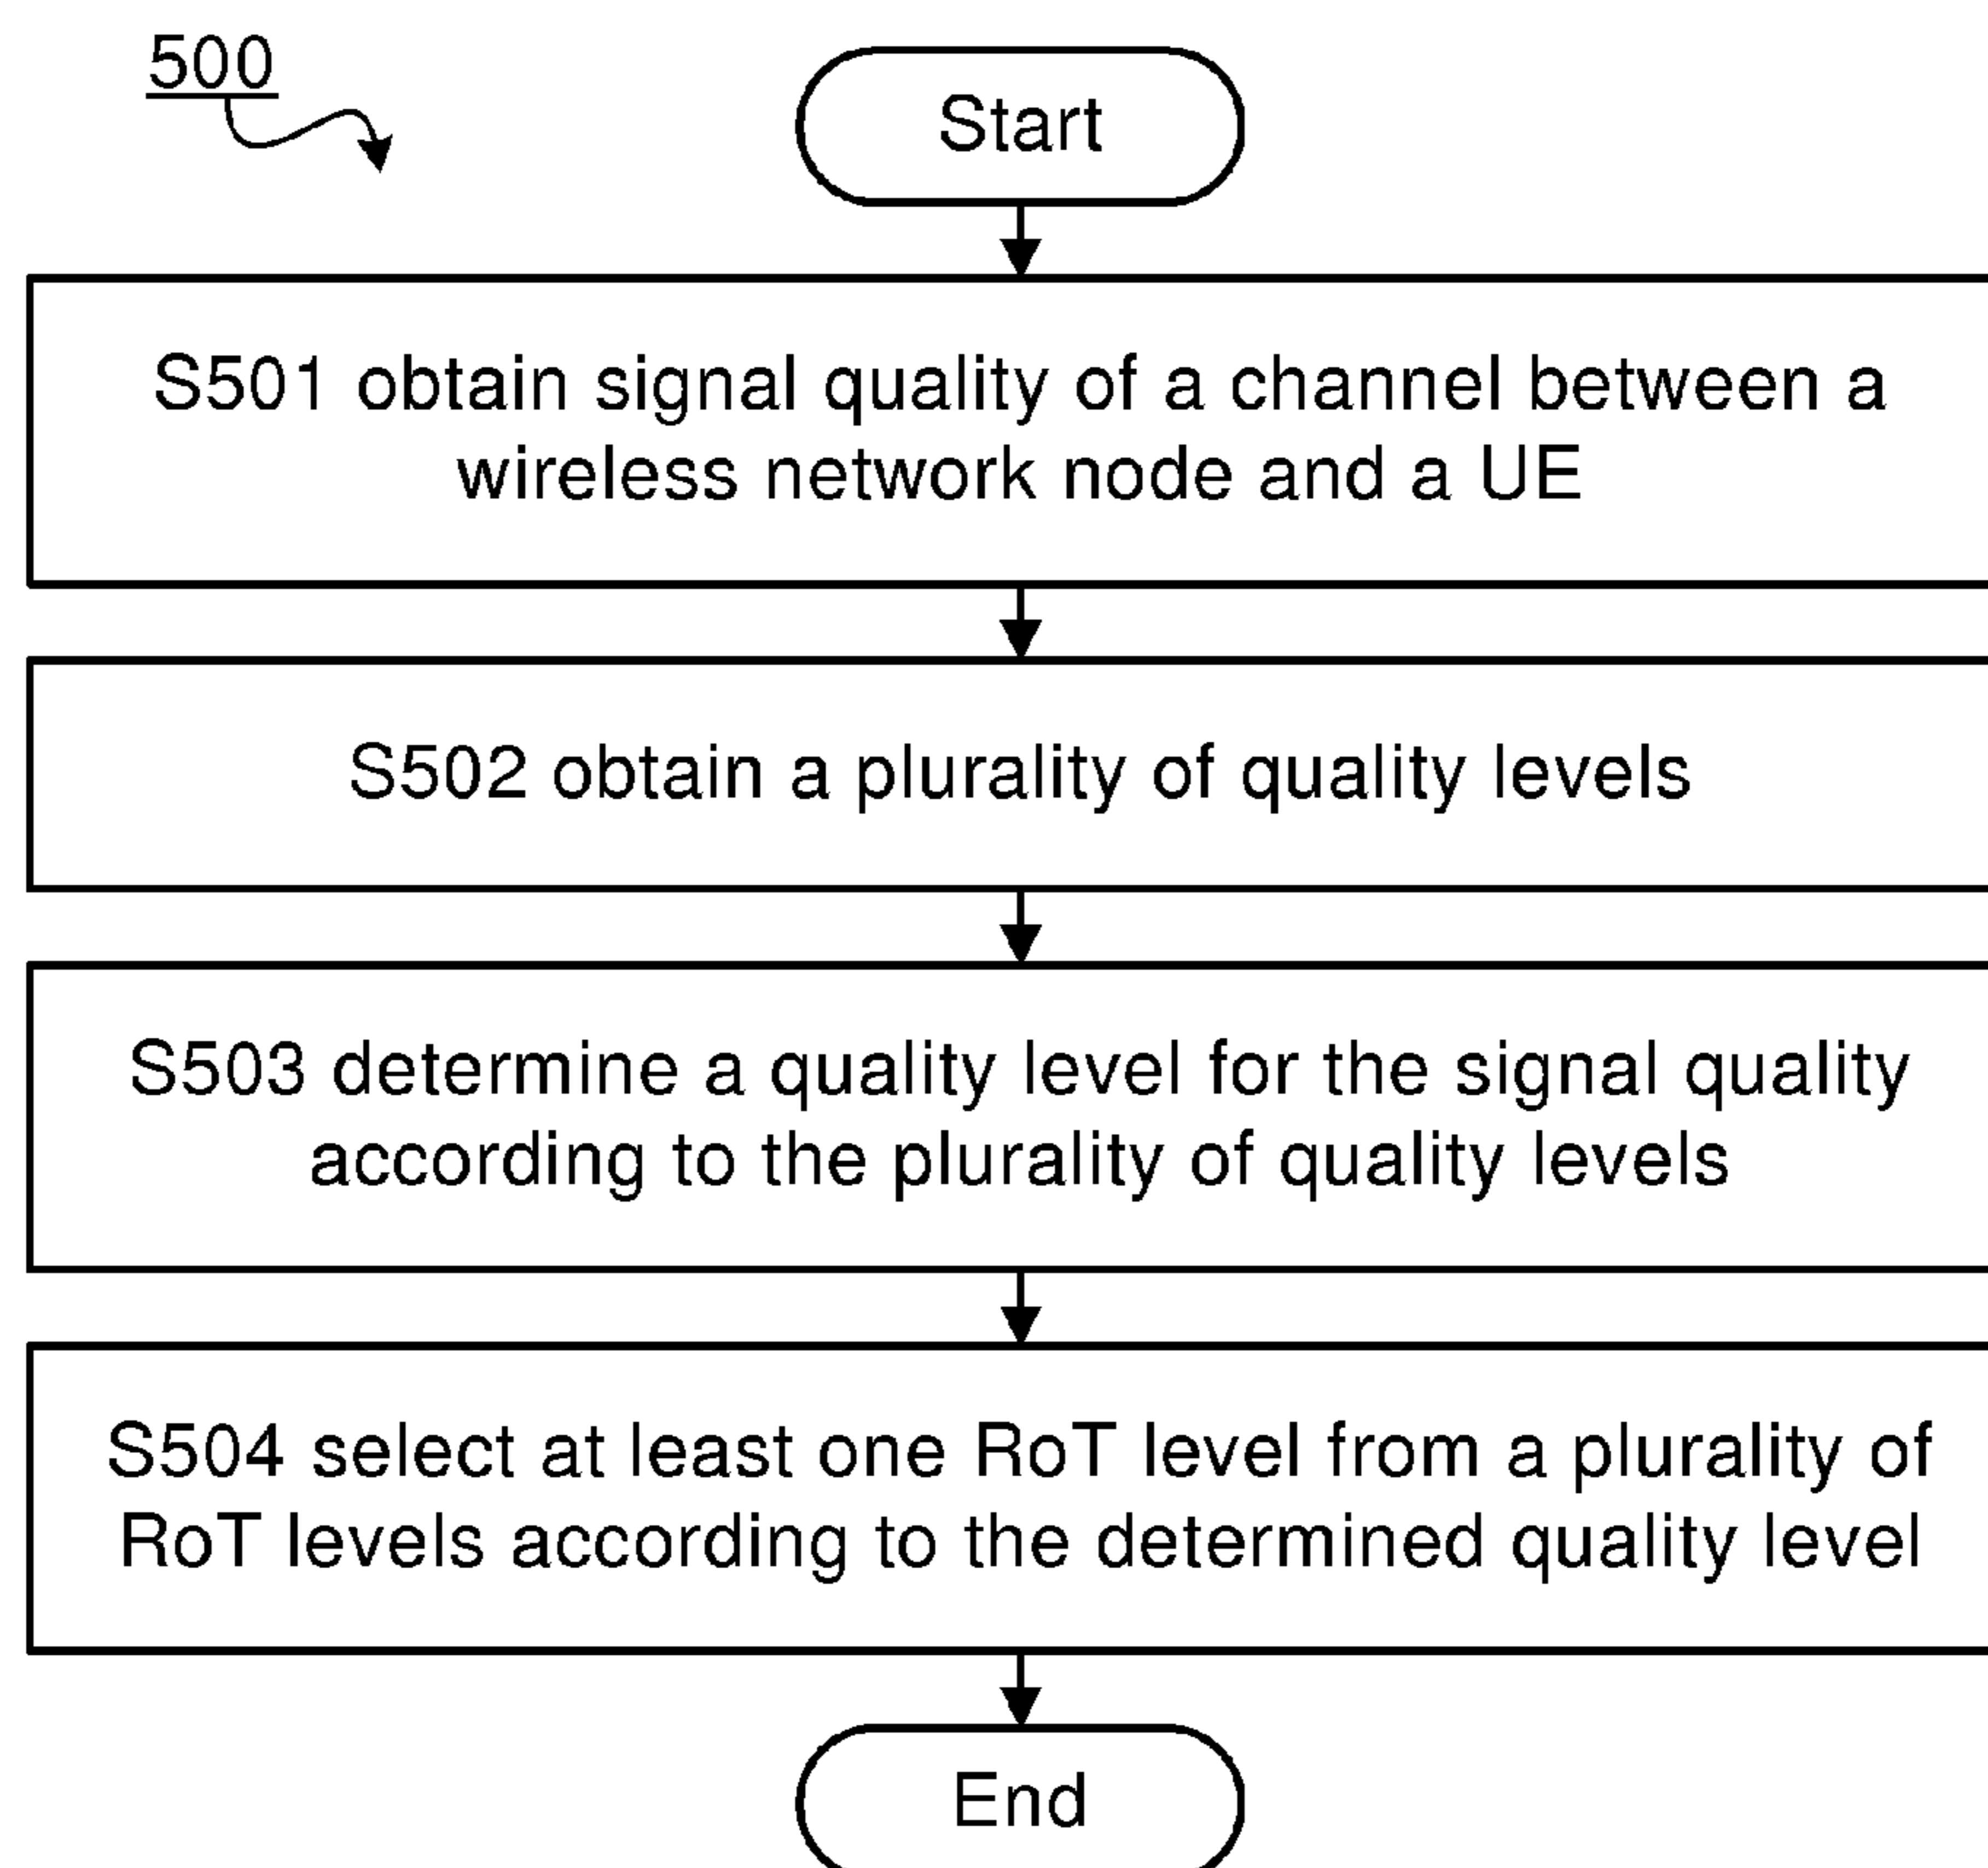 500
Start
S501 obtain signal quality of a channel between a
wireless network node and a UE
S502 obtain a plurality of quality levels
S503 determine a quality level for the signal quality
according to the plurality of quality levels
S504 select at least one RoT level from a plurality of
RoT levels according to the determined quality level
End